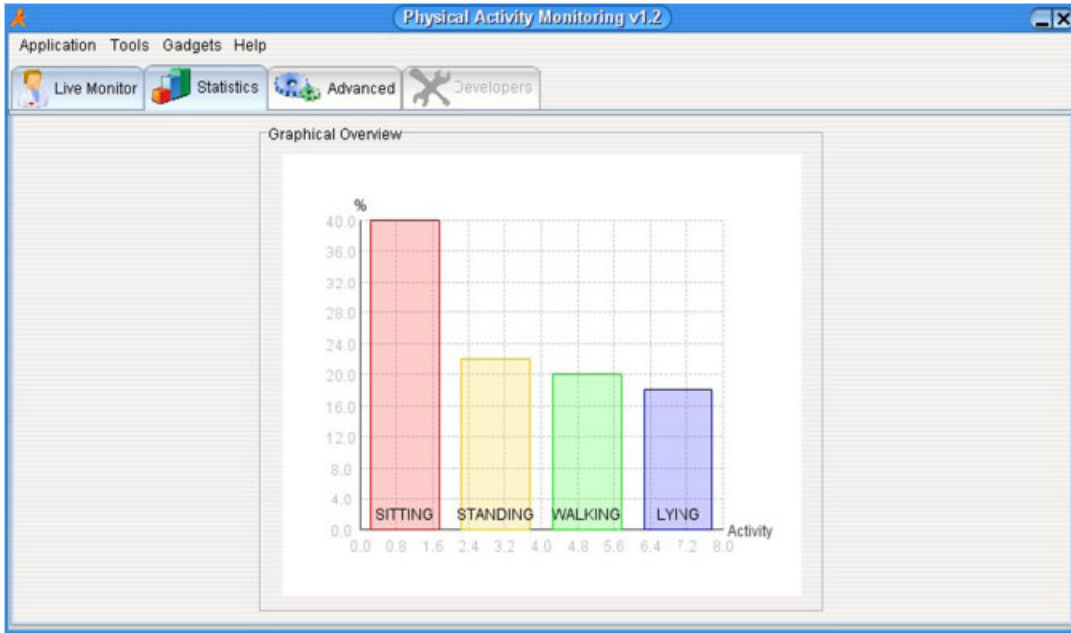 Physical Activity Monitoring v1.2
Application Tools Gadgets Help
Live Monitor Statistics Advanced Developers
Graphical Overview
%
40.0
36.0
32.0
28.0
24.0
20.0
16.0
12.0
8.0
4.0
0.0
SITTING STANDING WALKING LYING
Activity
0.0 0.8 1.6 2.4 3.2 4.0 4.8 5.6 6.4 7.2 8.0